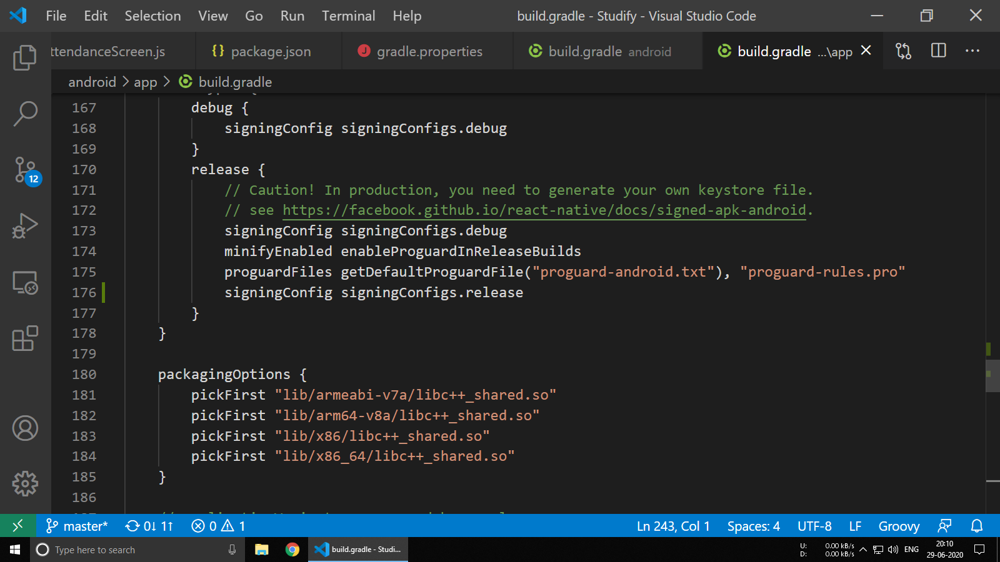 File Edit Selection View Go Run Terminal Help build.gradle - Studify - Visual Studio Code
ttendanceScreen.js {} package.json J gradle.properties build.gradle android build.gradle ...\app
android > app > build.gradle
167 debug {
168 signingConfig signingConfigs.debug
169 }
170 release {
171 // Caution! In production, you need to generate your own keystore file.
172 // see https://facebook.github.io/react-native/docs/signed-apk-android.
173 signingConfig signingConfigs.debug
174 minifyEnabled enableProguardInReleaseBuilds
175 proguardFiles getDefaultProguardFile("proguard-android.txt"), "proguard-rules.pro"
176 signingConfig signingConfigs.release
177 }
178 }
179
180 packagingOptions {
181 pickFirst "lib/armeabi-v7a/libc++_shared.so"
182 pickFirst "lib/arm64-v8a/libc++_shared.so"
183 pickFirst "lib/x86/libc++_shared.so"
184 pickFirst "lib/x86_64/libc++_shared.so"
185 }
186
12
master* 0↓ 1↑ 0 1 Ln 243, Col 1 Spaces: 4 UTF-8 LF Groovy
Type here to search build.gradle - Studi... U: 0.00 kB/s D: 0.00 kB/s ENG 20:10 29-06-2020